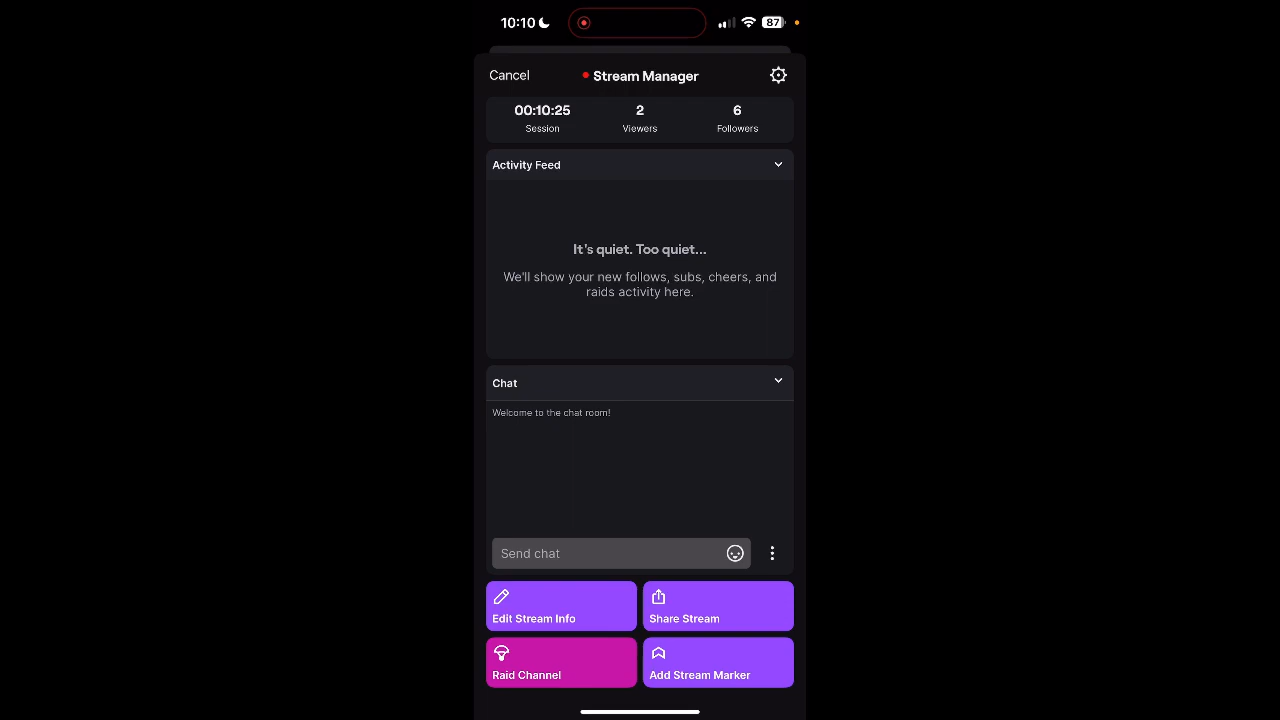 10:10
87
Cancel
Stream Manager
00:10:25
2
6
Session
Viewers
Followers
Activity Feed
It's quiet. Too quiet...
We'll show your new follows, subs, cheers, and
raids activity here.
Chat
Welcome to the chat room!
Send chat
Edit Stream Info
Share Stream
Raid Channel
Add Stream Marker